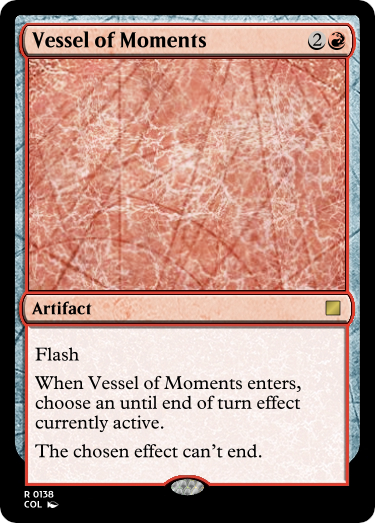 Vessel of Moments 2
Artifact
Flash
When Vessel of Moments enters,
choose an until end of turn effect
currently active.
The chosen effect can't end.
R 0138
COL